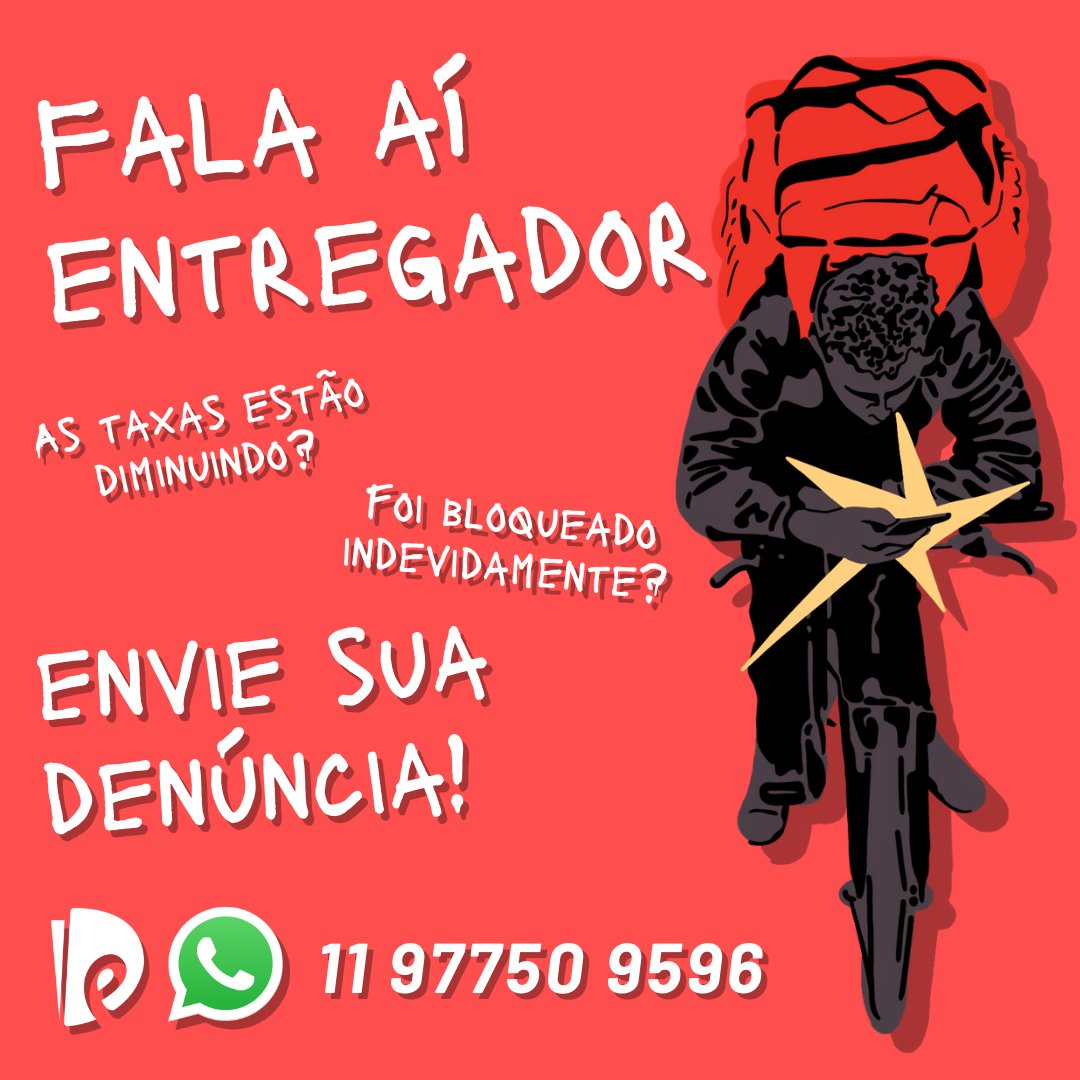 FALA AÍ
ENTREGADOR
AS TAXAS ESTÃO
DIMINUINDO?
FOI BLOQUEADO
INDEVIDAMENTE?
ENVIE SUA
DENÚNCIA!
11 97750 9596